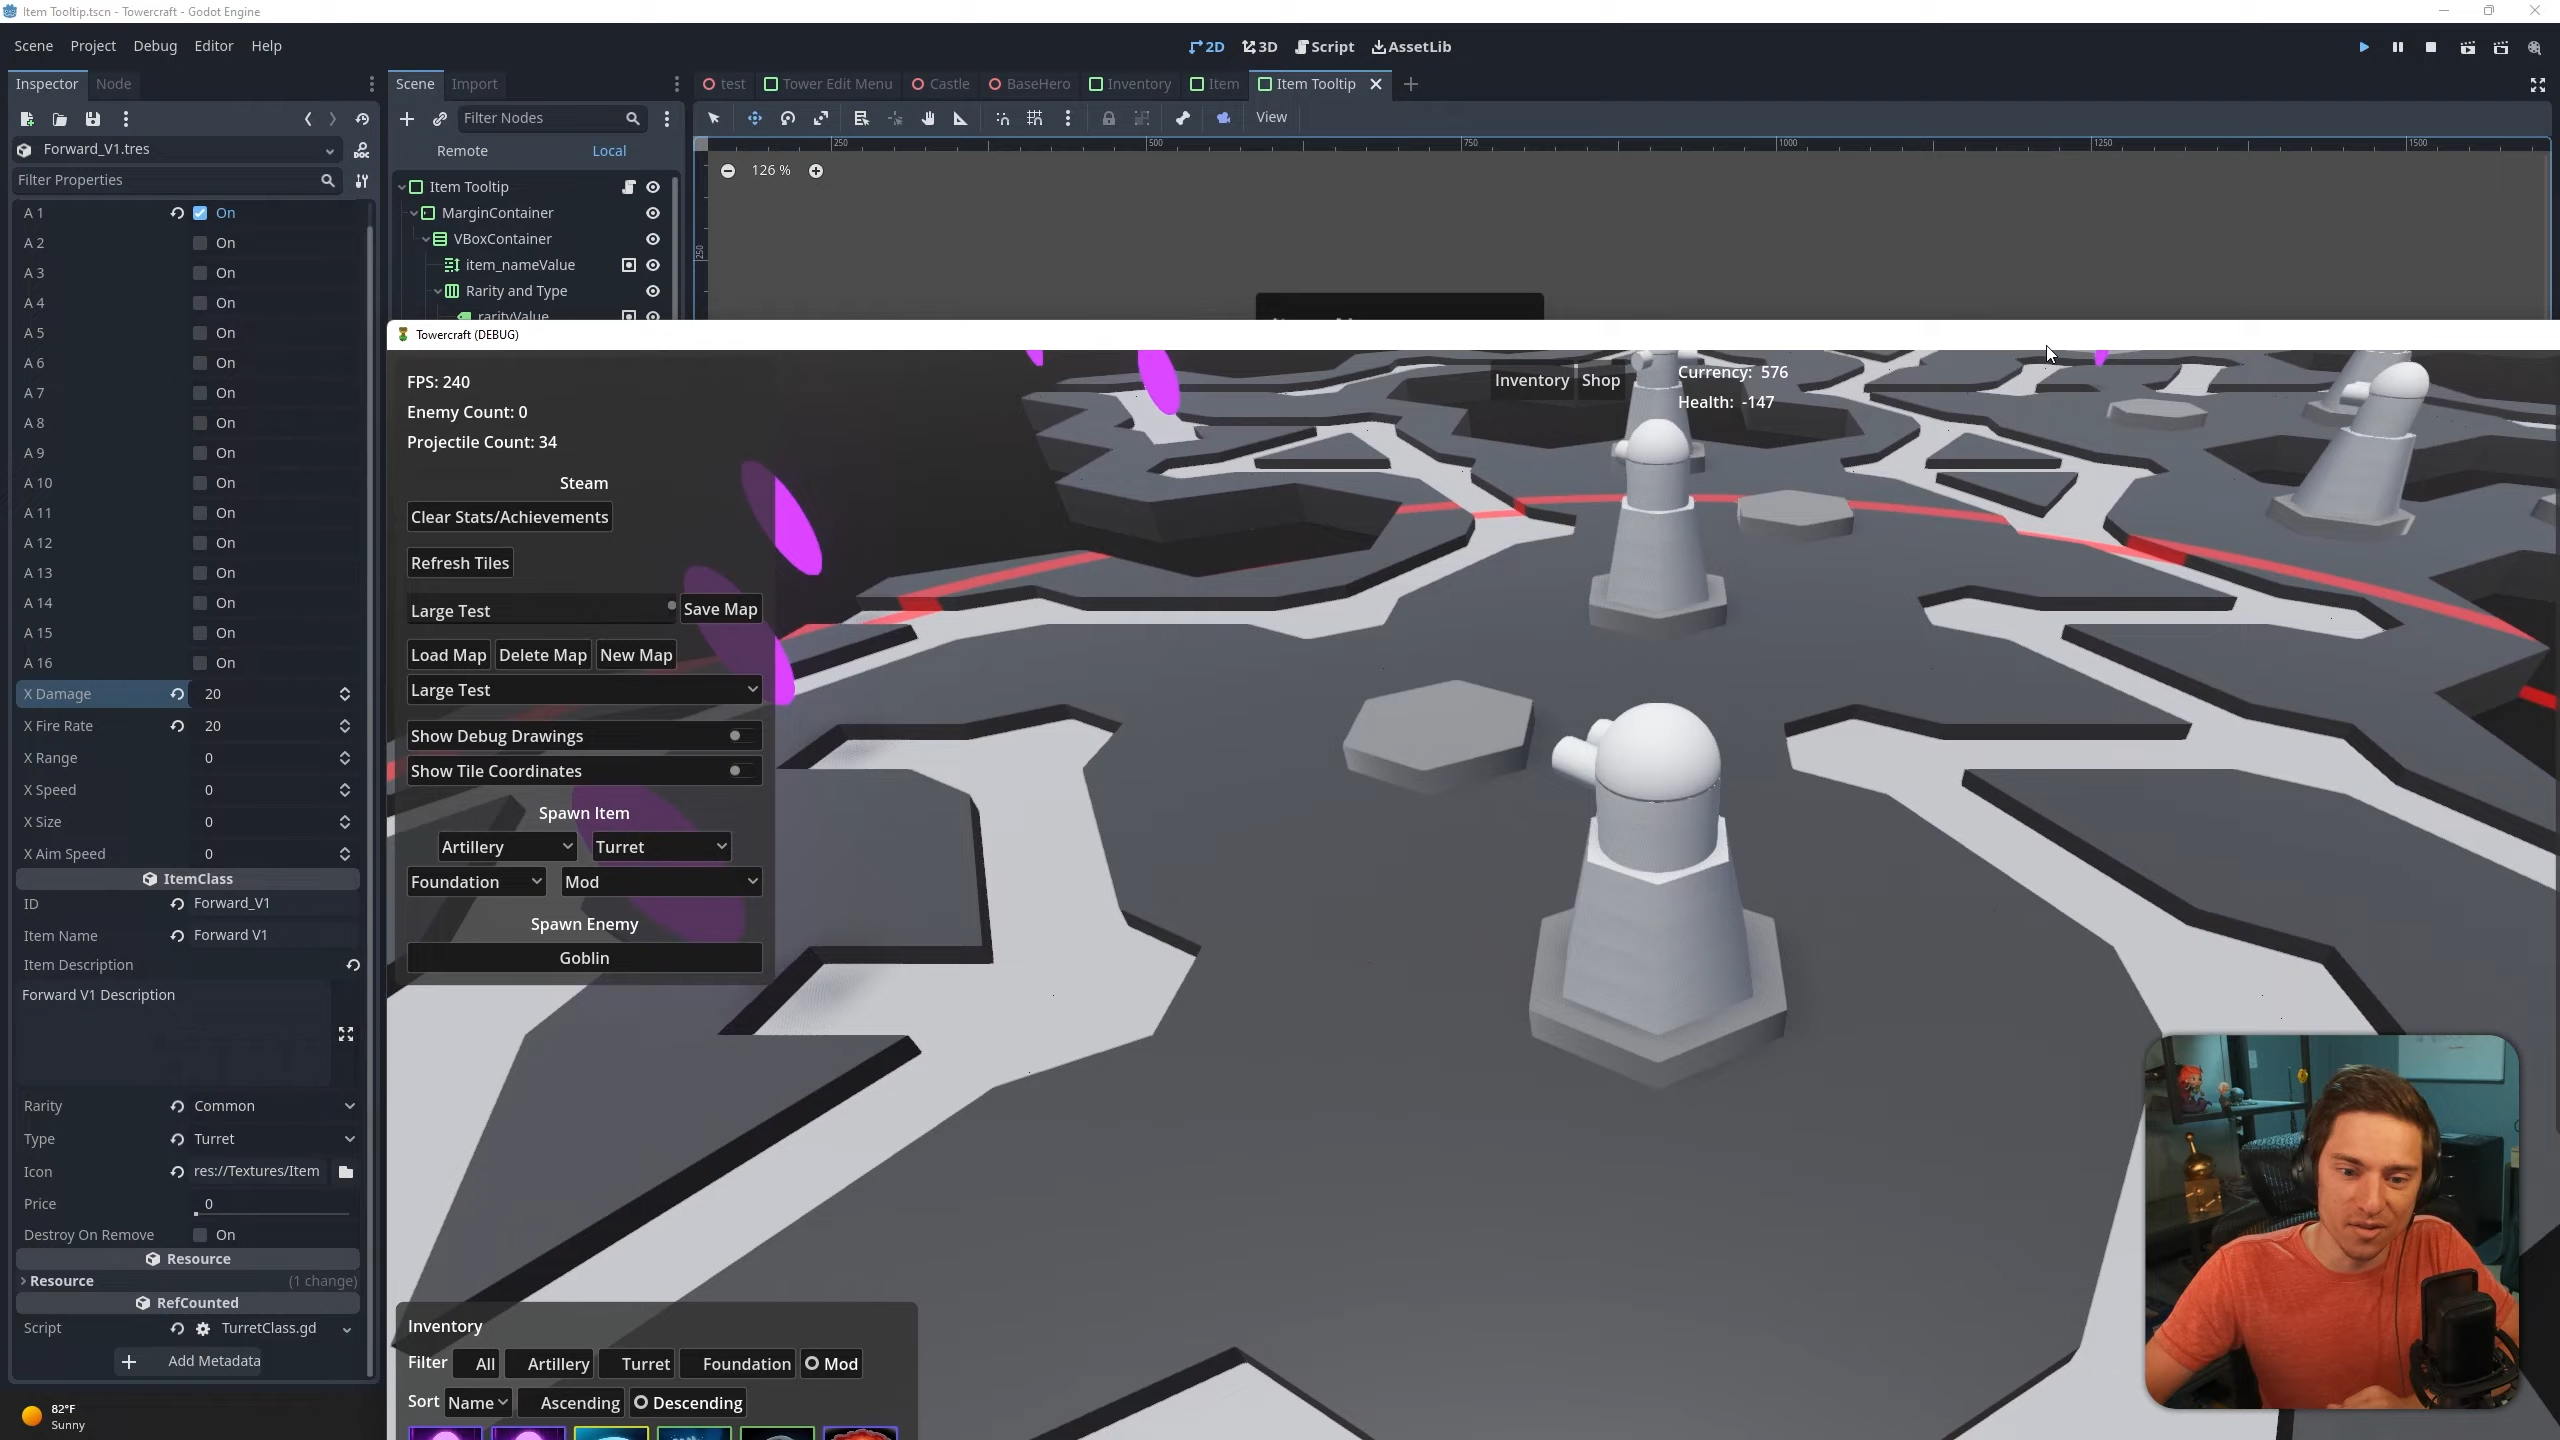 Item Tooltip.tscn - Towercraft - Godot Engine
Scene Project Debug Editor Help
2D 3D Script AssetLib
Inspector Node
Scene Import
test Tower Edit Menu Castle BaseHero Inventory Item Item Tooltip
Filter Nodes
View
Forward_V1.tres
Remote Local
Filter Properties
250 500 750 1000 1250 1500
250
126 %
Item Tooltip
MarginContainer
VBoxContainer
item_nameValue
Rarity and Type
rarityValue
A 1 On
A 2 On
A 3 On
A 4 On
A 5 On
A 6 On
A 7 On
A 8 On
A 9 On
A 10 On
A 11 On
A 12 On
A 13 On
A 14 On
A 15 On
A 16 On
X Damage 20
X Fire Rate 20
X Range 0
X Speed 0
X Size 0
X Aim Speed 0
ItemClass
ID Forward_V1
Item Name Forward V1
Item Description
Forward V1 Description
Rarity Common
Type Turret
Icon res://Textures/Item
Price 0
Destroy On Remove On
Resource
Resource (1 change)
RefCounted
Script TurretClass.gd
Add Metadata
82°F
Sunny
Towercraft (DEBUG)
FPS: 240
Enemy Count: 0
Projectile Count: 34
Steam
Clear Stats/Achievements
Refresh Tiles
Large Test Save Map
Load Map Delete Map New Map
Large Test
Show Debug Drawings
Show Tile Coordinates
Spawn Item
Artillery Turret
Foundation Mod
Spawn Enemy
Goblin
Inventory Shop
Currency: 576
Health: -147
Inventory
Filter All Artillery Turret Foundation Mod
Sort Name Ascending Descending